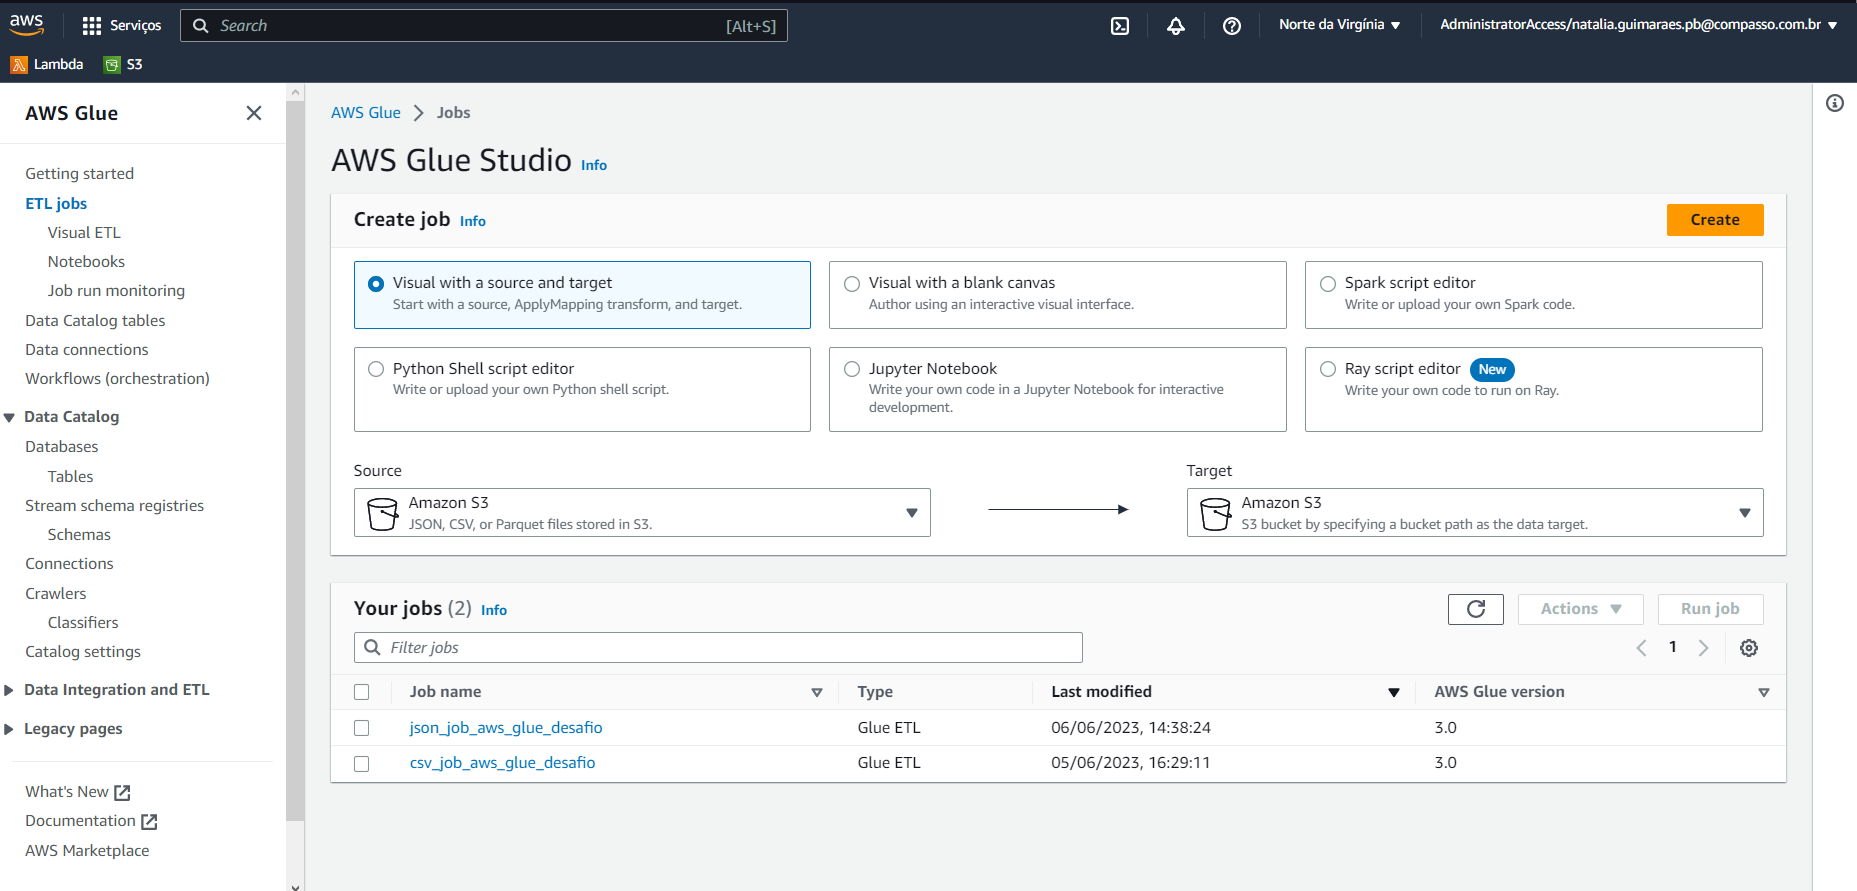 aws
Serviços
Search [Alt+S]
Norte da Virgínia
AdministratorAccess/natalia.guimaraes.pb@compasso.com.br
Lambda
S3
AWS Glue
Getting started
ETL jobs
Visual ETL
Notebooks
Job run monitoring
Data Catalog tables
Data connections
Workflows (orchestration)
Data Catalog
Databases
Tables
Stream schema registries
Schemas
Connections
Crawlers
Classifiers
Catalog settings
Data Integration and ETL
Legacy pages
What's New
Documentation
AWS Marketplace
AWS Glue > Jobs
AWS Glue Studio Info
Create job Info
Create
Visual with a source and target
Start with a source, ApplyMapping transform, and target.
Visual with a blank canvas
Author using an interactive visual interface.
Spark script editor
Write or upload your own Spark code.
Python Shell script editor
Write or upload your own Python shell script.
Jupyter Notebook
Write your own code in a Jupyter Notebook for interactive
development.
Ray script editor New
Write your own code to run on Ray.
Source
Amazon S3
JSON, CSV, or Parquet files stored in S3.
Target
Amazon S3
S3 bucket by specifying a bucket path as the data target.
Your jobs (2) Info
Actions
Run job
Filter jobs
1
Job name Type Last modified AWS Glue version
json_job_aws_glue_desafio Glue ETL 06/06/2023, 14:38:24 3.0
csv_job_aws_glue_desafio Glue ETL 05/06/2023, 16:29:11 3.0